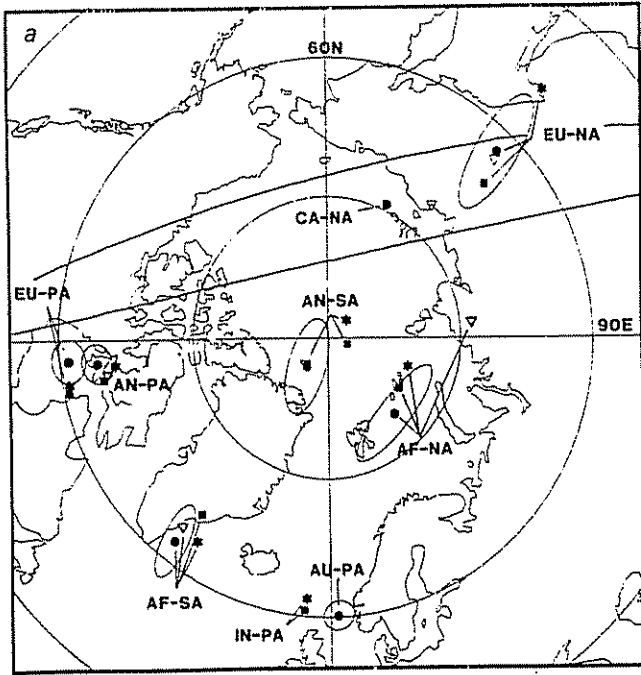 a
60N
EU-NA
CA-NA
EU-PA
AN-SA
90E
AN-PA
AF-NA
AU-PA
AF-SA
IN-PA